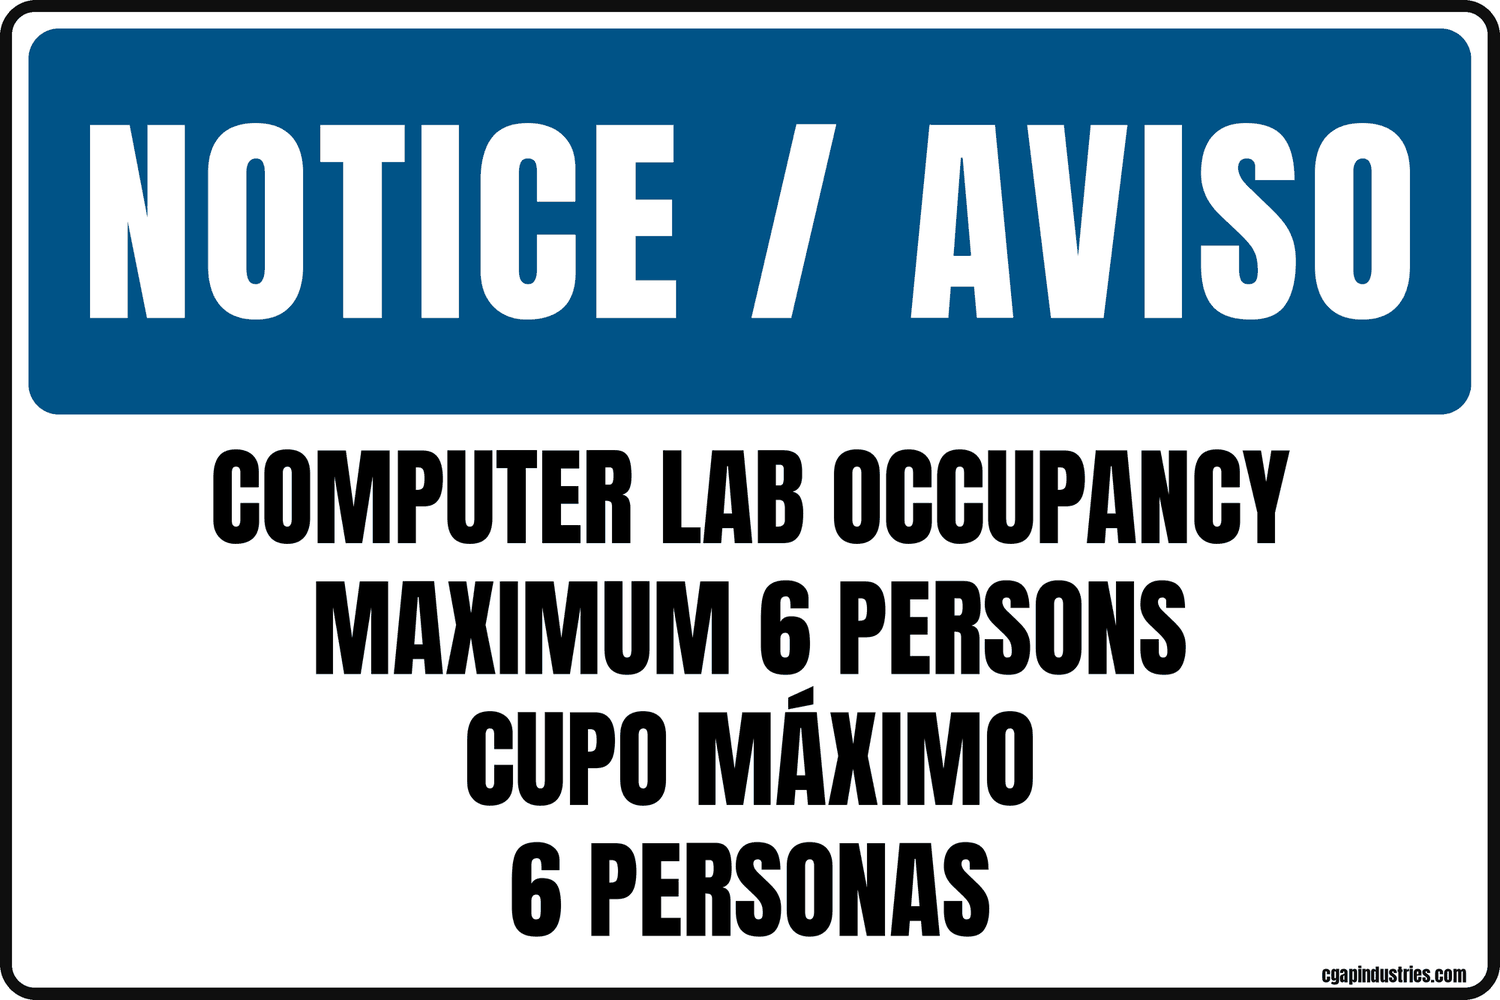 NOTICE / AVISO
COMPUTER LAB OCCUPANCY
MAXIMUM 6 PERSONS
CUPO MÁXIMO
6 PERSONAS
cgapindustries.com